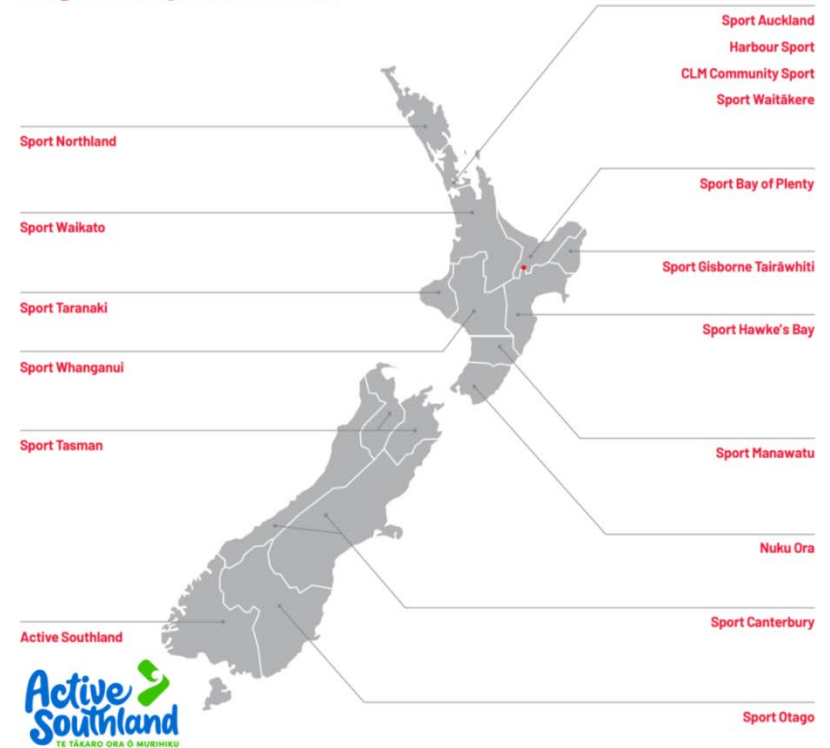 Sport Auckland
Harbour Sport
CLM Community Sport
Sport Waitākere
Sport Northland
Sport Bay of Plenty
Sport Waikato
Sport Gisborne Tairāwhiti
Sport Taranaki
Sport Hawke's Bay
Sport Whanganui
Sport Tasman
Sport Manawatu
Nuku Ora
Sport Canterbury
Active Southland
Sport Otago
Active
Southland
TE TĀKARO ORA Ō MURIHIKU